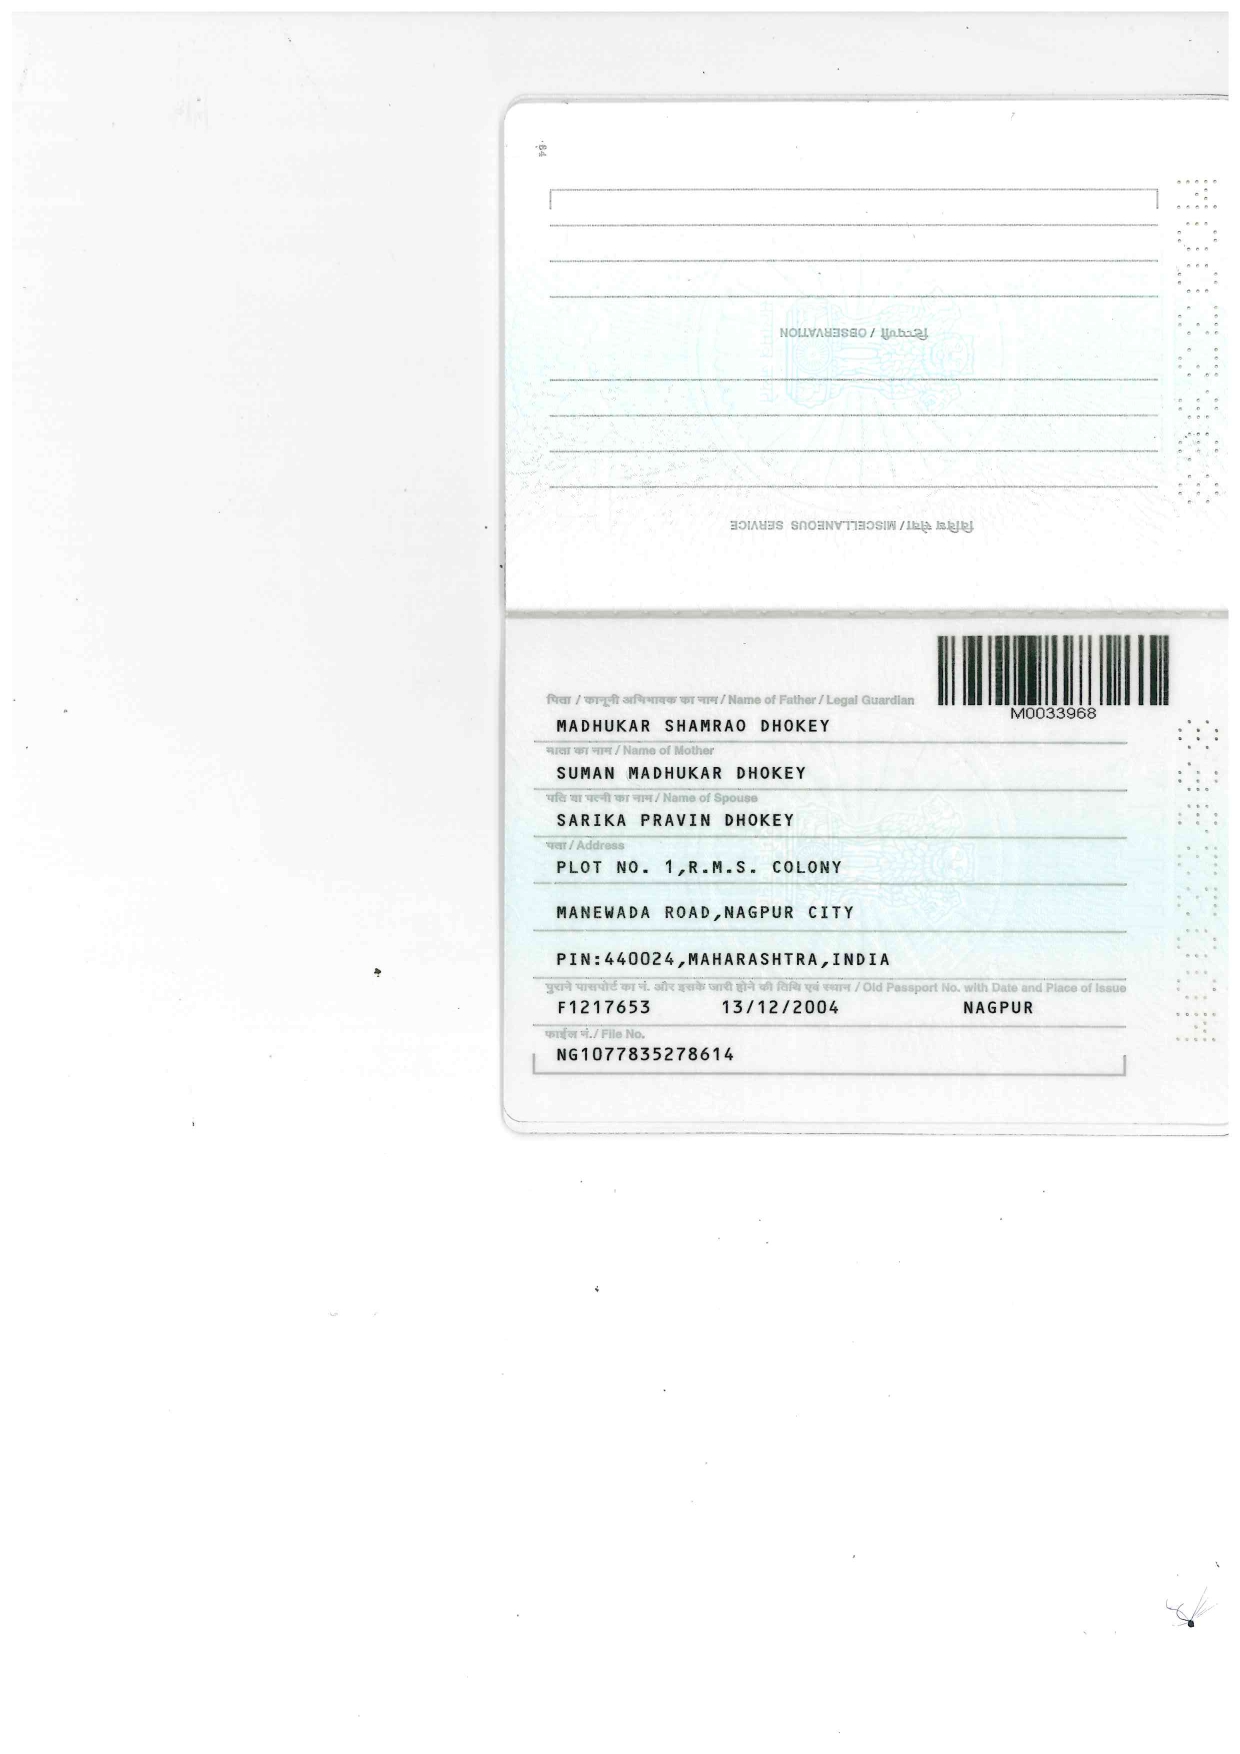 64
टिप्पणी / OBSERVATION
विविध सेवा / MISCELLANEOUS SERVICE
M0033968
पिता / कानूनी अभिभावक का नाम / Name of Father / Legal Guardian
MADHUKAR SHAMRAO DHOKEY
माता का नाम / Name of Mother
SUMAN MADHUKAR DHOKEY
पति या पत्नी का नाम / Name of Spouse
SARIKA PRAVIN DHOKEY
पता / Address
PLOT NO. 1,R.M.S. COLONY
MANEWADA ROAD,NAGPUR CITY
PIN:440024,MAHARASHTRA,INDIA
पुराने पासपोर्ट का नं. और इसके जारी होने की तिथि एवं स्थान / Old Passport No. with Date and Place of Issue
F1217653 13/12/2004 NAGPUR
फाईल नं./ File No.
NG1077835278614